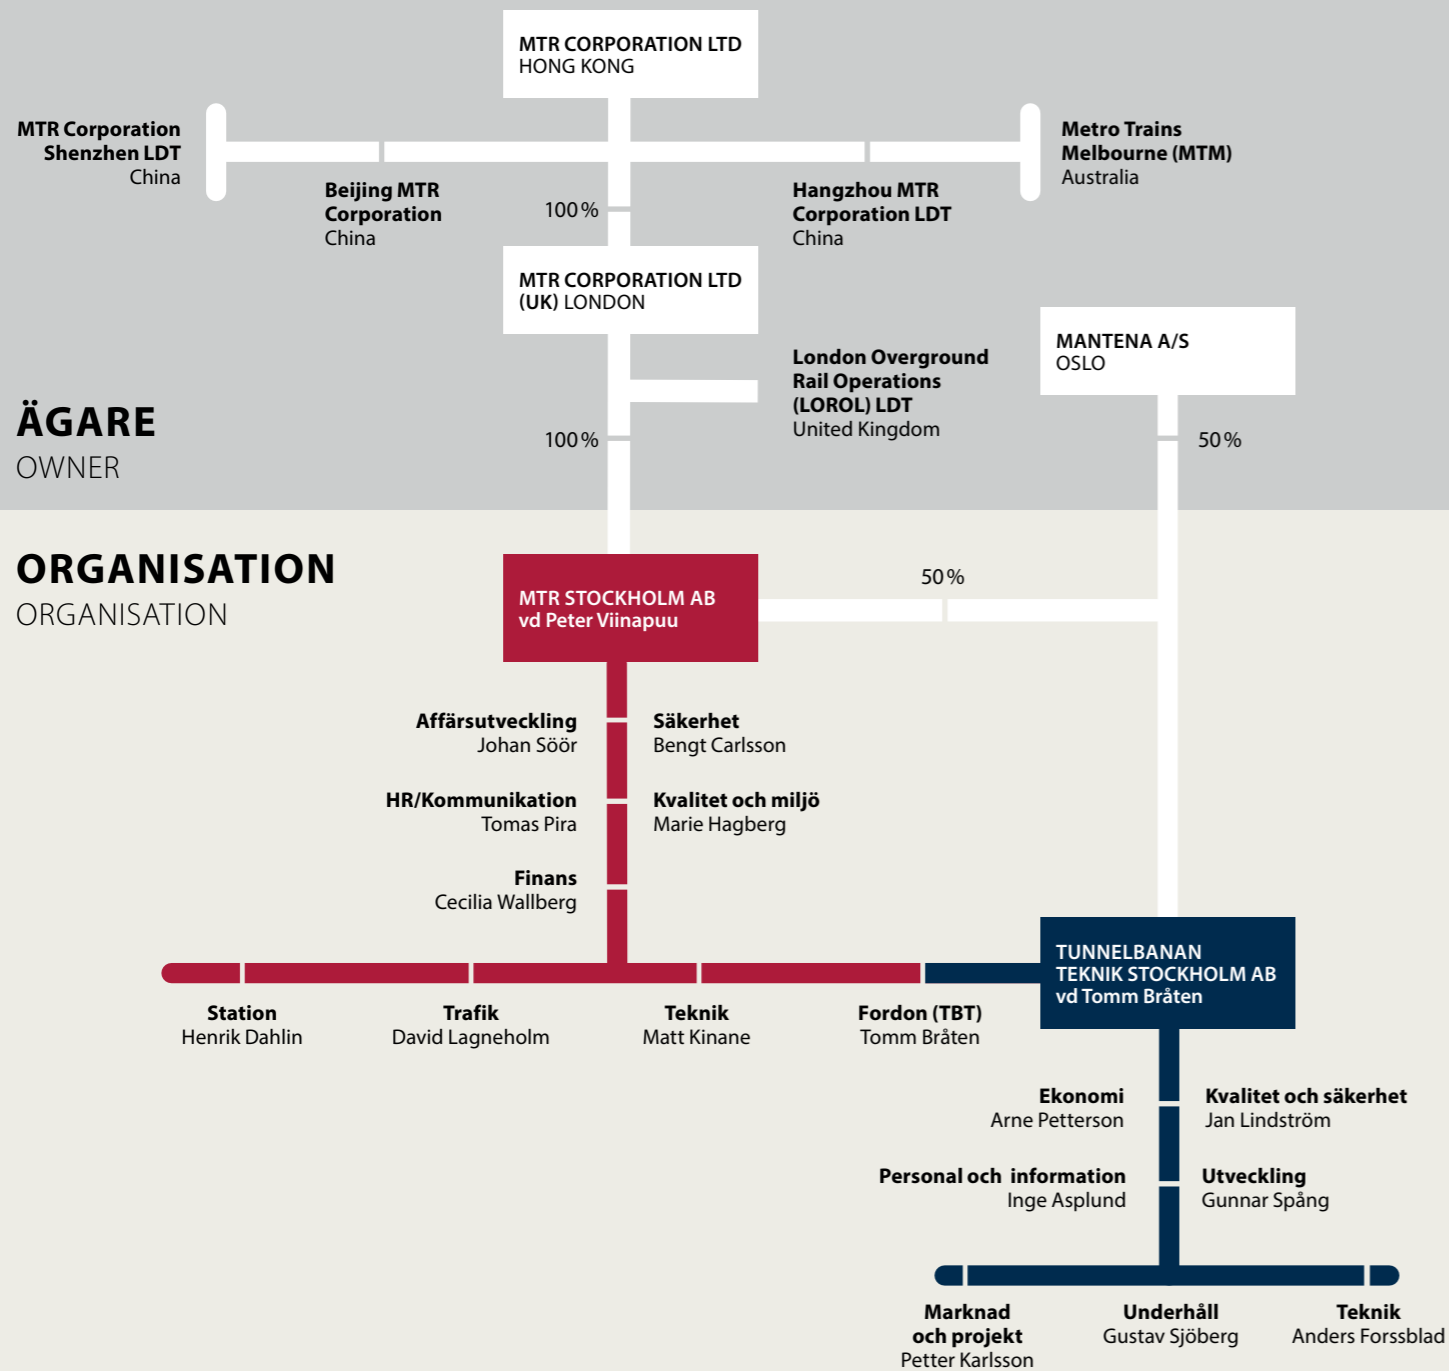 MTR CORPORATION LTD
HONG KONG
MTR Corporation
Shenzhen LDT
China
Metro Trains
Melbourne (MTM)
Australia
Beijing MTR
Corporation
China
100 %
Hangzhou MTR
Corporation LDT
China
MTR CORPORATION LTD
(UK) LONDON
MANTENA A/S
OSLO
London Overground
Rail Operations
(LOROL) LDT
United Kingdom
ÄGARE
OWNER
100 %
50 %
ORGANISATION
ORGANISATION
MTR STOCKHOLM AB
vd Peter Viinapuu
50 %
Affärsutveckling
Johan Söör
Säkerhet
Bengt Carlsson
HR/Kommunikation
Tomas Pira
Kvalitet och miljö
Marie Hagberg
Finans
Cecilia Wallberg
TUNNELBANAN
TEKNIK STOCKHOLM AB
vd Tomm Bråten
Station
Henrik Dahlin
Trafik
David Lagneholm
Teknik
Matt Kinane
Fordon (TBT)
Tomm Bråten
Ekonomi
Arne Petterson
Kvalitet och säkerhet
Jan Lindström
Personal och information
Inge Asplund
Utveckling
Gunnar Spång
Marknad
och projekt
Petter Karlsson
Underhåll
Gustav Sjöberg
Teknik
Anders Forssblad